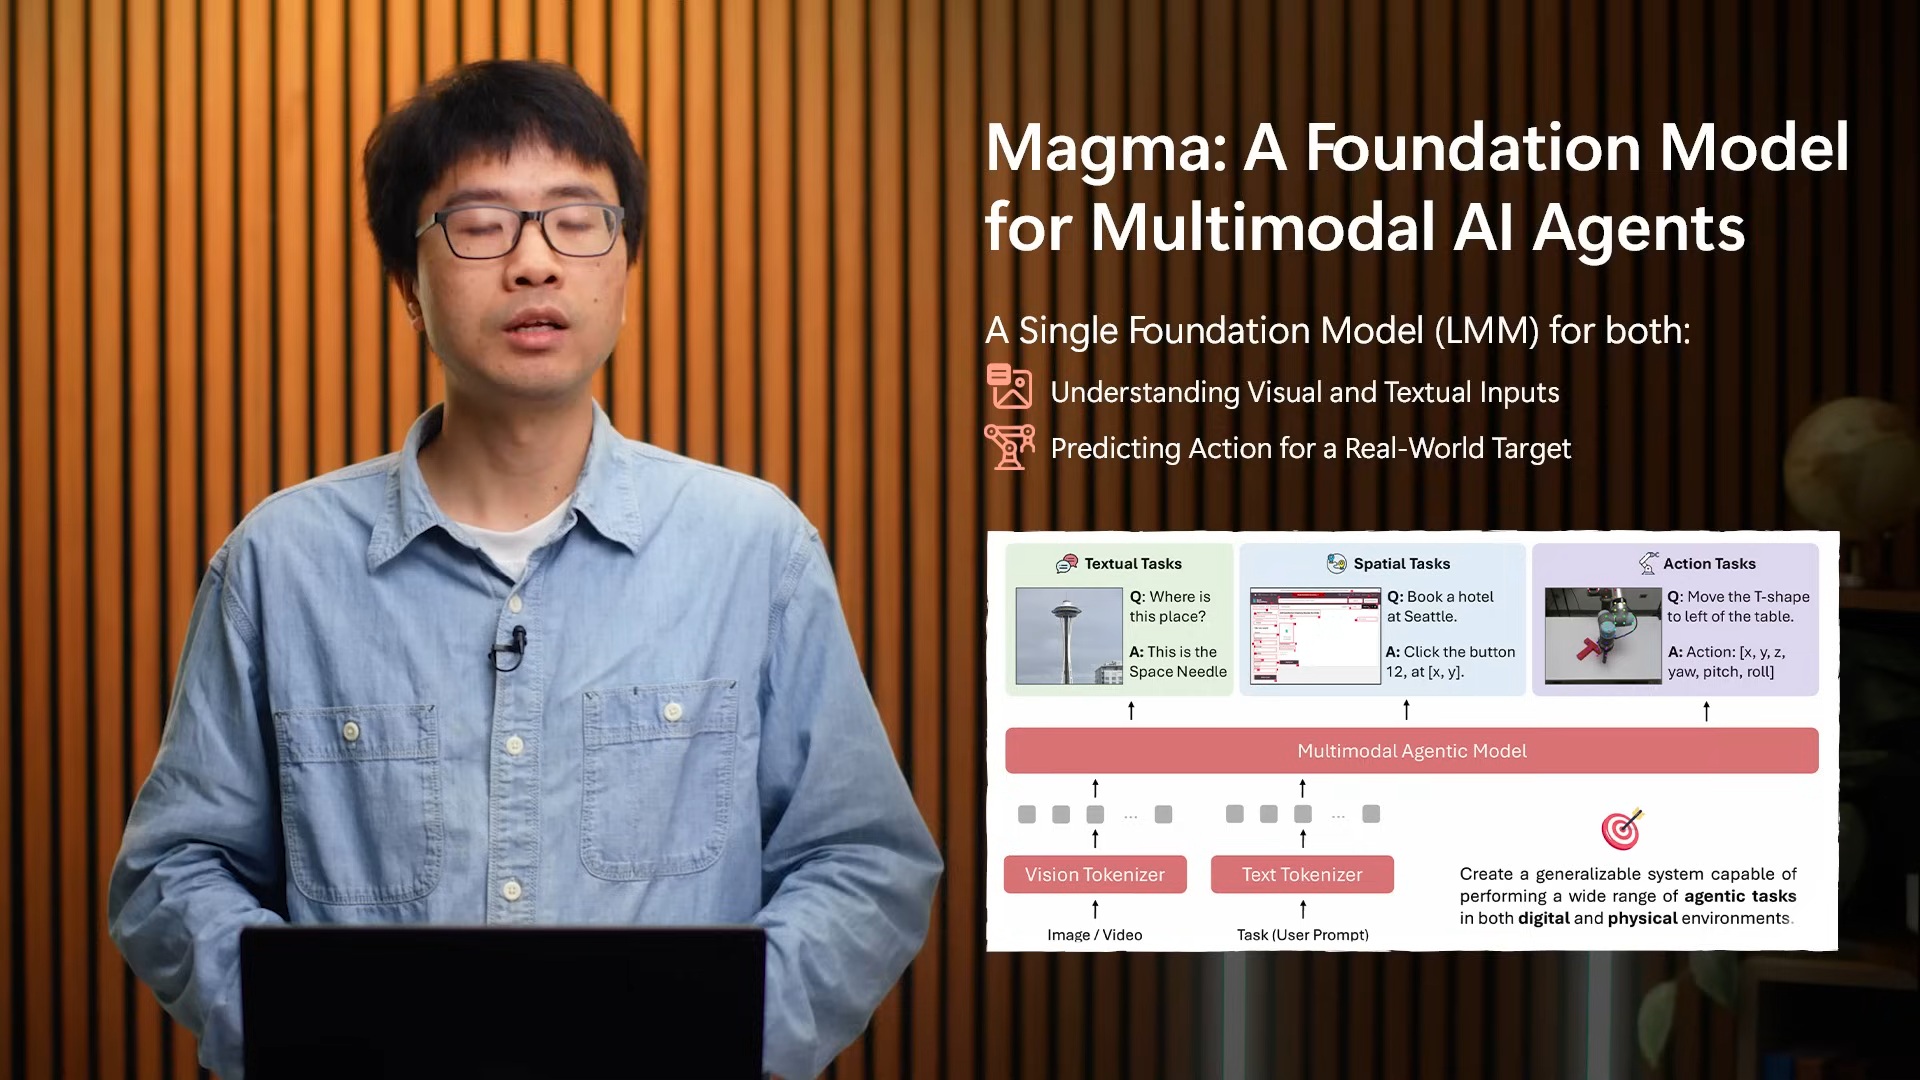 Magma: A Foundation Model
for Multimodal AI Agents
A Single Foundation Model (LMM) for both:
Understanding Visual and Textual Inputs
Predicting Action for a Real-World Target
Textual Tasks
Q: Where is
this place?
A: This is the
Space Needle
Spatial Tasks
Q: Book a hotel
at Seattle.
A: Click the button
12, at [x, y].
Action Tasks
Q: Move the T-shape
to left of the table.
A: Action: [x, y, z,
yaw, pitch, roll]
Multimodal Agentic Model
...
...
Vision Tokenizer
Text Tokenizer
Image / Video
Task (User Prompt)
Create a generalizable system capable of
performing a wide range of agentic tasks
in both digital and physical environments.